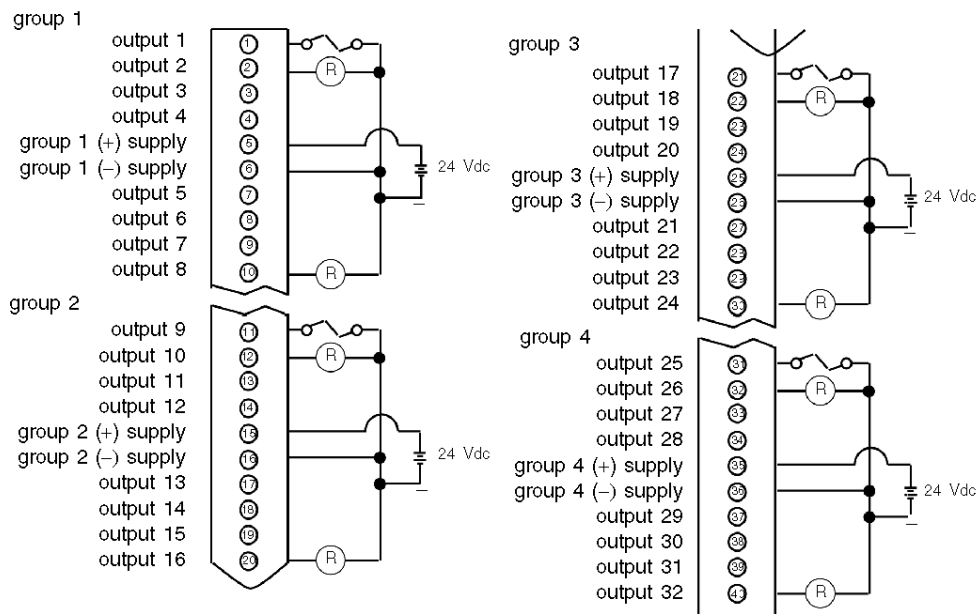 group 1
output 1 1
output 2 2 R
output 3 3
output 4 4
group 1 (+) supply 5
group 1 (−) supply 6 24 Vdc
output 5 7 −
output 6 8
output 7 9
output 8 10 R
group 2
output 9 11
output 10 12 R
output 11 13
output 12 14
group 2 (+) supply 15
group 2 (−) supply 16 24 Vdc
output 13 17 −
output 14 18
output 15 19
output 16 20 R
group 3
output 17 21
output 18 22 R
output 19 23
output 20 24
group 3 (+) supply 25
group 3 (−) supply 24 Vdc
output 21 27 −
output 22
output 23
output 24 R
group 4
output 25 31
output 26 32 R
output 27 33
output 28 34
group 4 (+) supply 35
group 4 (−) supply 36 24 Vdc
output 29 37 −
output 30 38
output 31 39
output 32 R